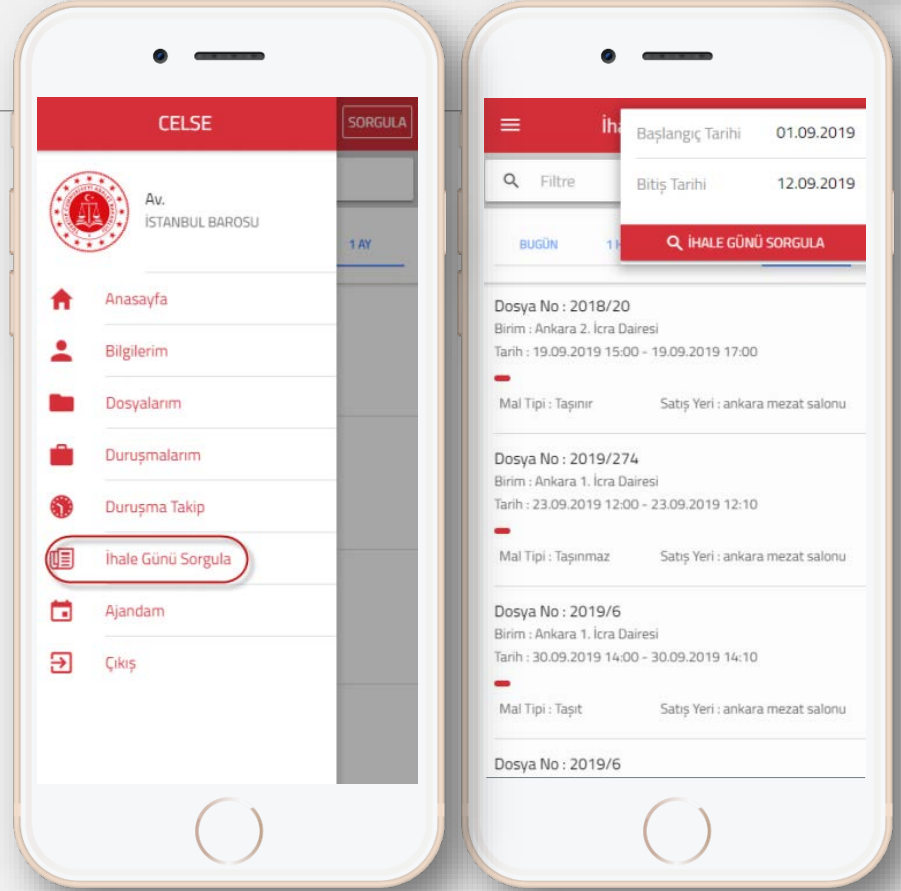 CELSE
SORGULA
Av.
İSTANBUL BAROSU
1 AY
Anasayfa
Bilgilerim
Dosyalarım
Duruşmalarım
Duruşma Takip
İhale Günü Sorgula
Ajandam
Çıkış
Başlangıç Tarihi 01.09.2019
Filtre
Bitiş Tarihi 12.09.2019
BUGÜN
İHALE GÜNÜ SORGULA
Dosya No : 2018/20
Birim : Ankara 2. İcra Dairesi
Tarih : 19.09.2019 15:00 - 19.09.2019 17:00
Mal Tipi : Taşınır Satış Yeri : ankara mezat salonu
Dosya No : 2019/274
Birim : Ankara 1. İcra Dairesi
Tarih : 23.09.2019 12:00 - 23.09.2019 12:10
Mal Tipi : Taşınmaz Satış Yeri : ankara mezat salonu
Dosya No : 2019/6
Birim : Ankara 1. İcra Dairesi
Tarih : 30.09.2019 14:00 - 30.09.2019 14:10
Mal Tipi : Taşıt Satış Yeri : ankara mezat salonu
Dosya No : 2019/6